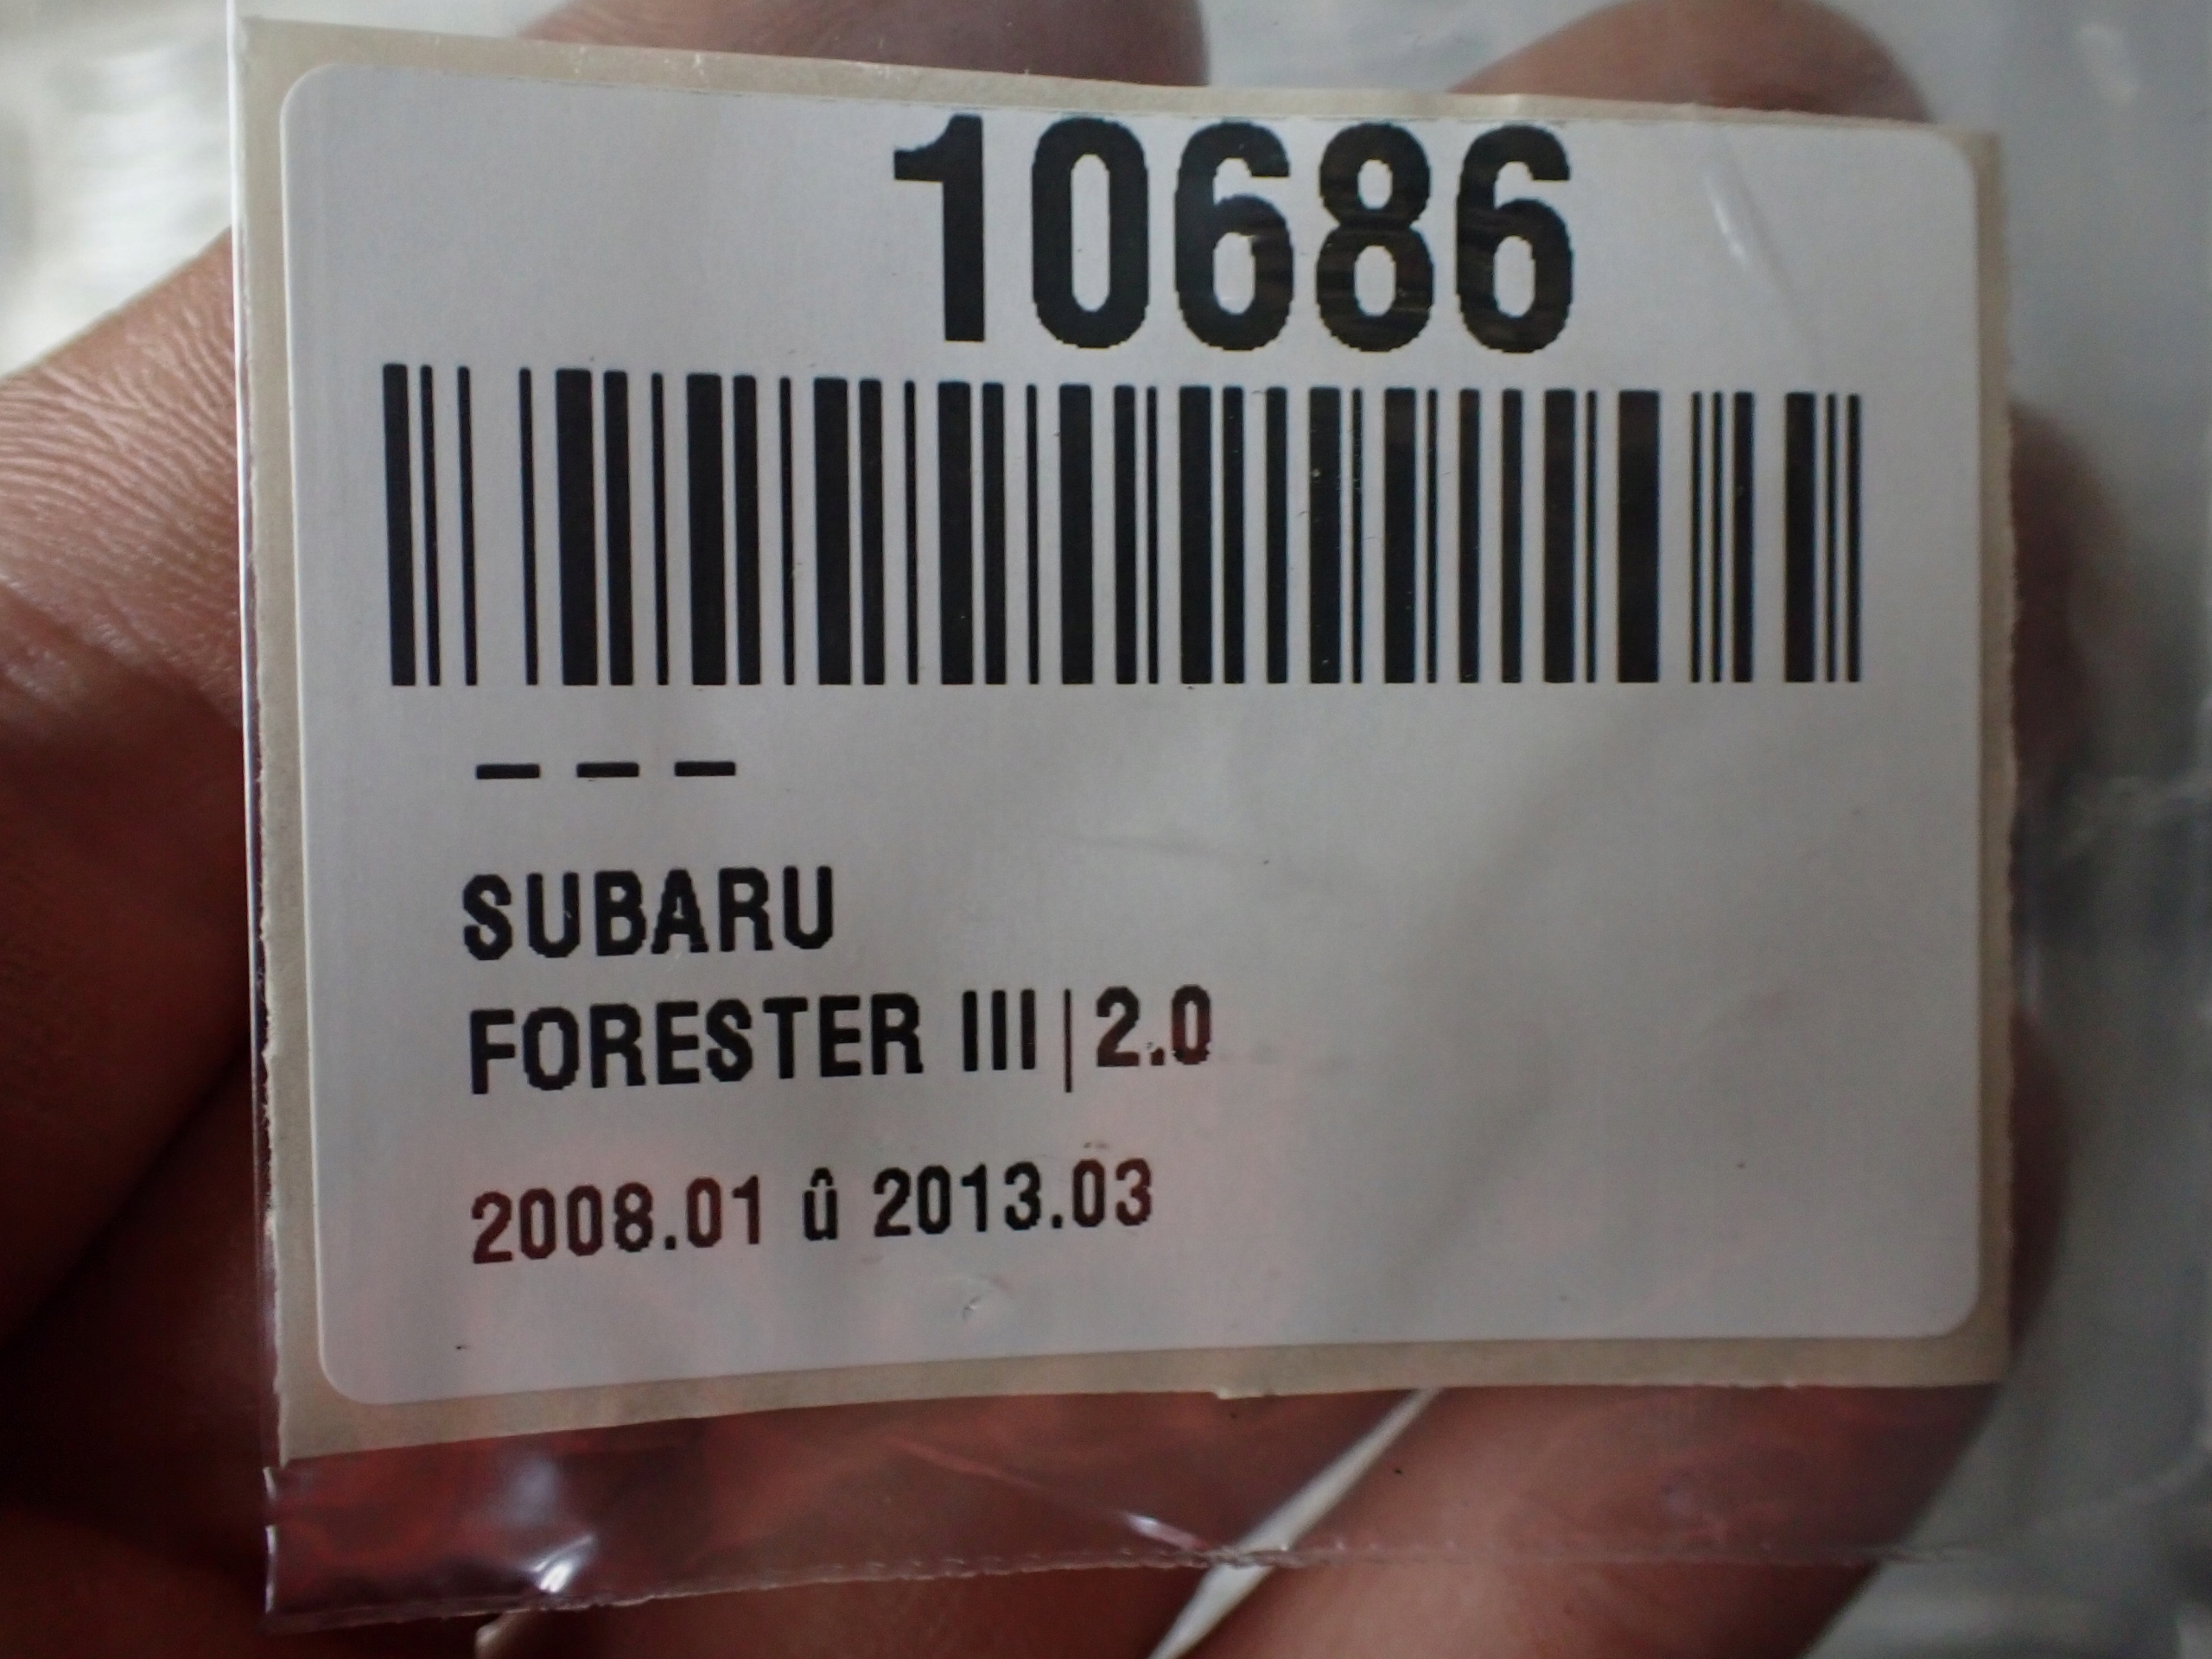 10686
– – –
SUBARU
FORESTER III|2.0
2008.01 û 2013.03